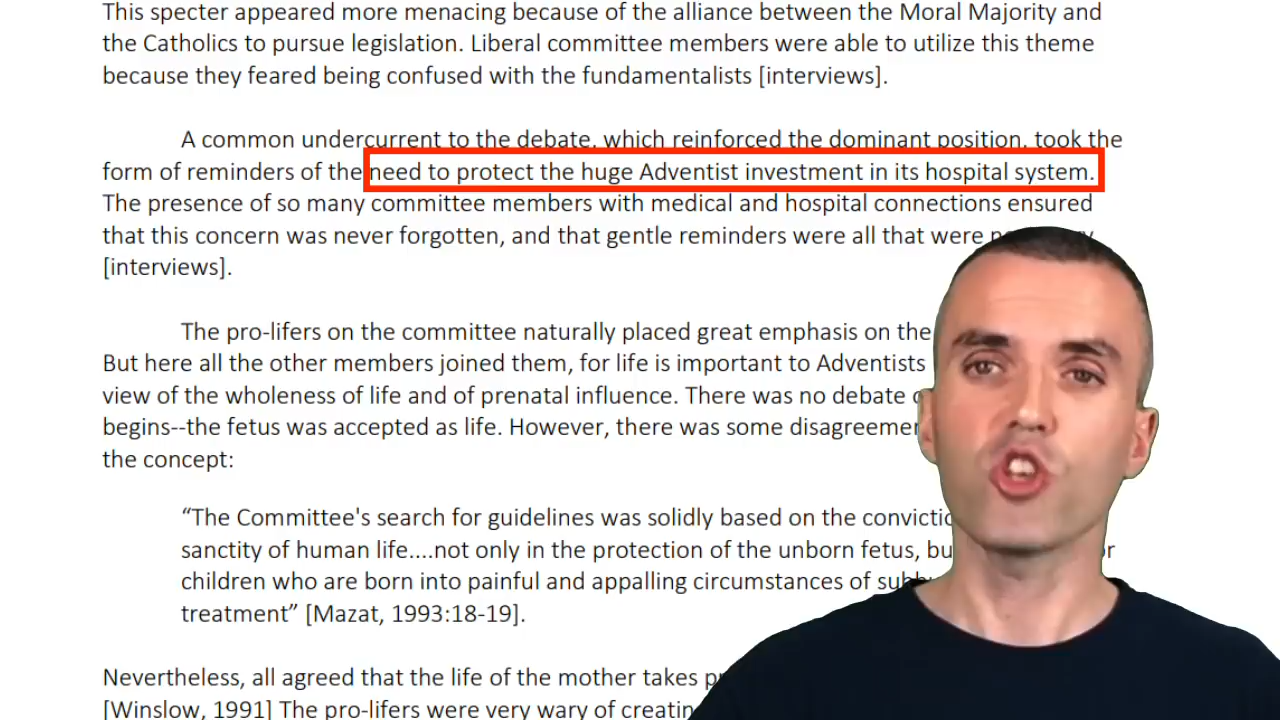 This specter appeared more menacing because of the alliance between the Moral Majority and
the Catholics to pursue legislation. Liberal committee members were able to utilize this theme
because they feared being confused with the fundamentalists [interviews].
A common undercurrent to the debate, which reinforced the dominant position, took the
form of reminders of the need to protect the huge Adventist investment in its hospital system.
The presence of so many committee members with medical and hospital connections ensured
that this concern was never forgotten, and that gentle reminders were all that were
[interviews].
The pro-lifers on the committee naturally placed great emphasis on the
But here all the other members joined them, for life is important to Adventists
view of the wholeness of life and of prenatal influence. There was no debate
begins--the fetus was accepted as life. However, there was some
the concept:
“The Committee's search for guidelines was solidly based on the
sanctity of human life....not only in the protection of the unborn fetus,
children who are born into painful and appalling circumstances of
treatment” [Mazat, 1993:18-19].
Nevertheless, all agreed that the life of the mother takes
[Winslow, 1991] The pro-lifers were very wary of